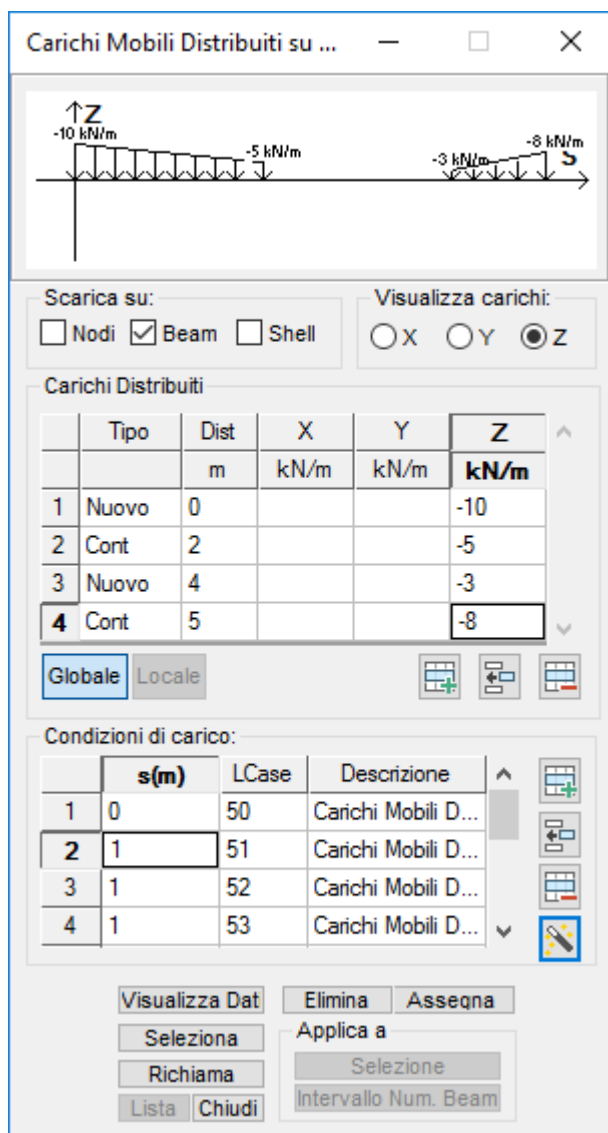 Carichi Mobili Distribuiti su ...
Z
-10 kN/m
-5 kN/m
-3 kN/m
-8 kN/m
S
Scarica su:
Visualizza carichi:
Nodi Beam Shell
X Y Z
Carichi Distribuiti
Tipo Dist X Y Z
m kN/m kN/m kN/m
1 Nuovo 0 -10
2 Cont 2 -5
3 Nuovo 4 -3
4 Cont 5 -8
Globale Locale
Condizioni di carico:
s(m) LCase Descrizione
1 0 50 Carichi Mobili D...
2 1 51 Carichi Mobili D...
3 1 52 Carichi Mobili D...
4 1 53 Carichi Mobili D...
Visualizza Dat Elimina Assegna
Seleziona Applica a
Richiama Selezione
Lista Chiudi Intervallo Num. Beam